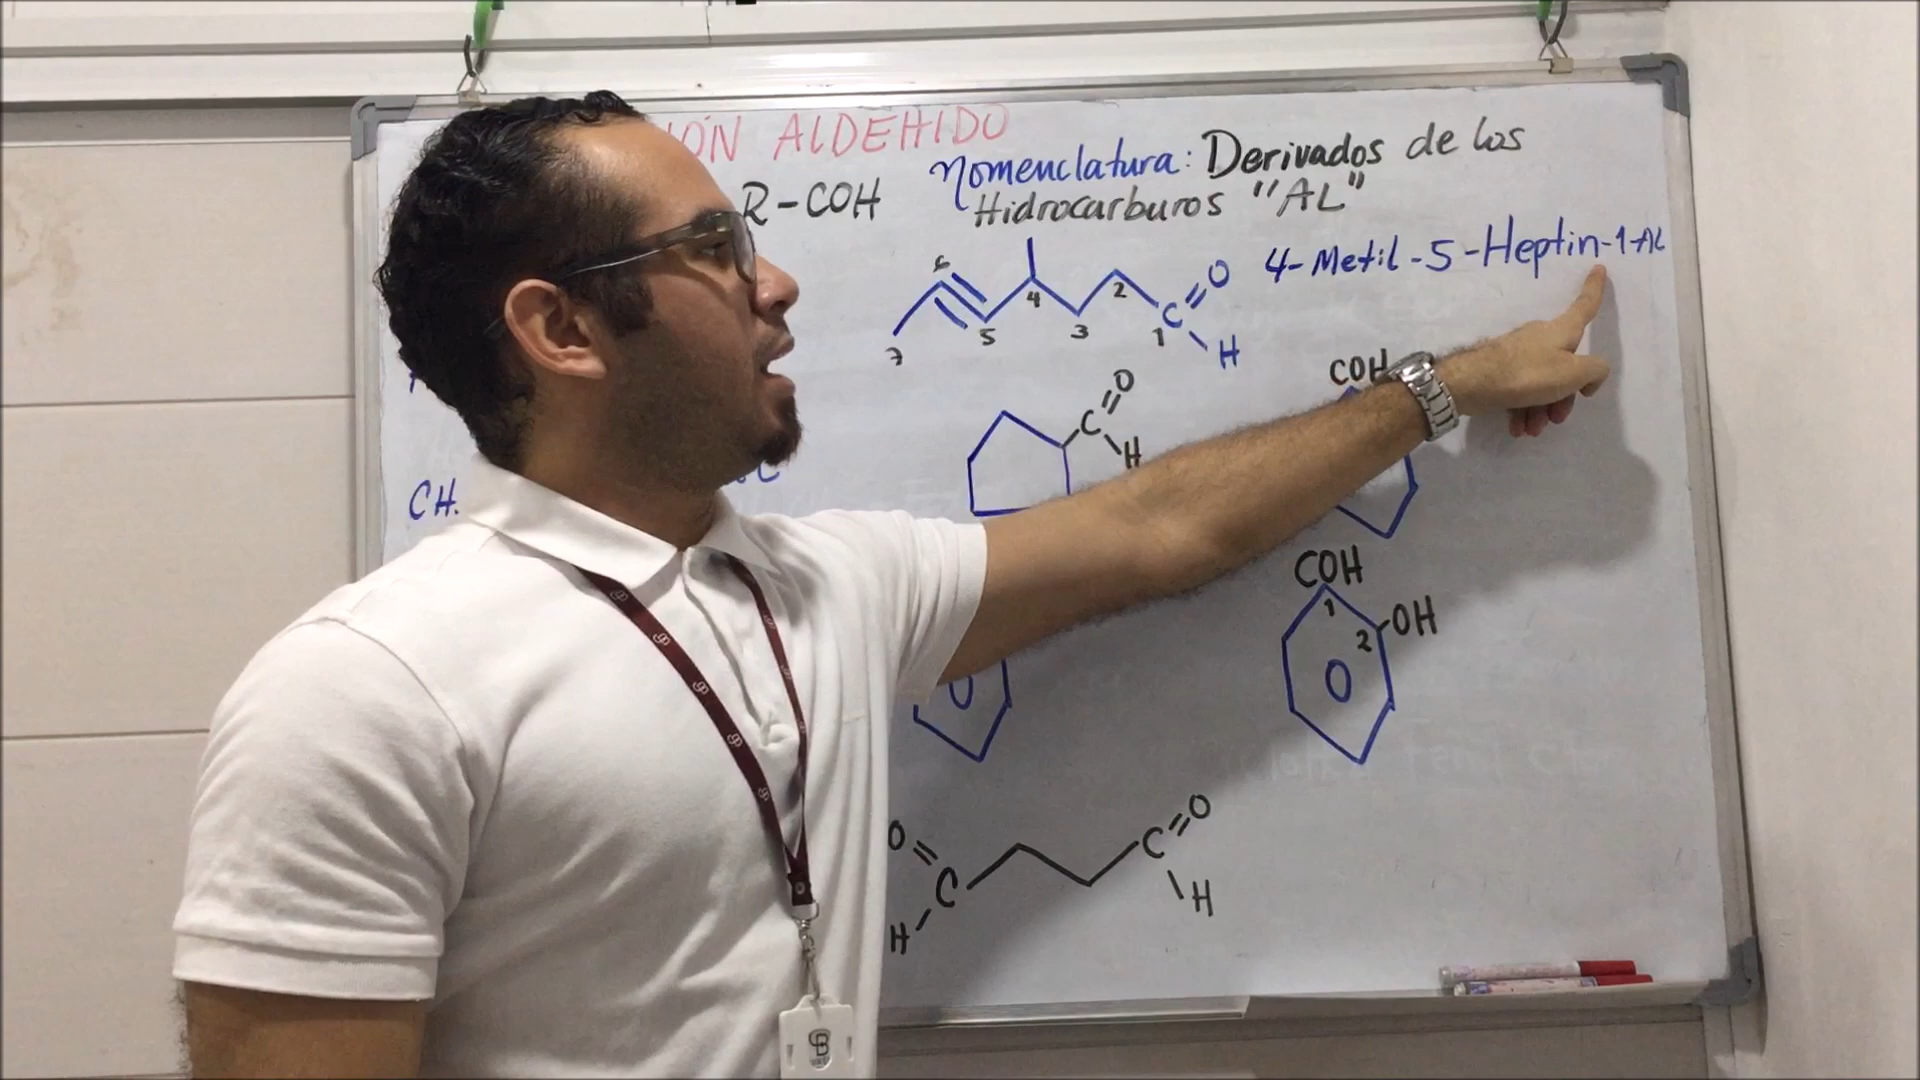 IÓN ALDEHIDO
R-COH
Nomenclatura: Derivados de los
Hidrocarburos "AL"
4-Metil-5-Heptin-1-AL
6
O
4
2
7
5
3
1
C
H
COH
O
C
H
CH.
C
COH
1
2
OH
O
O
C
H
C
O
H